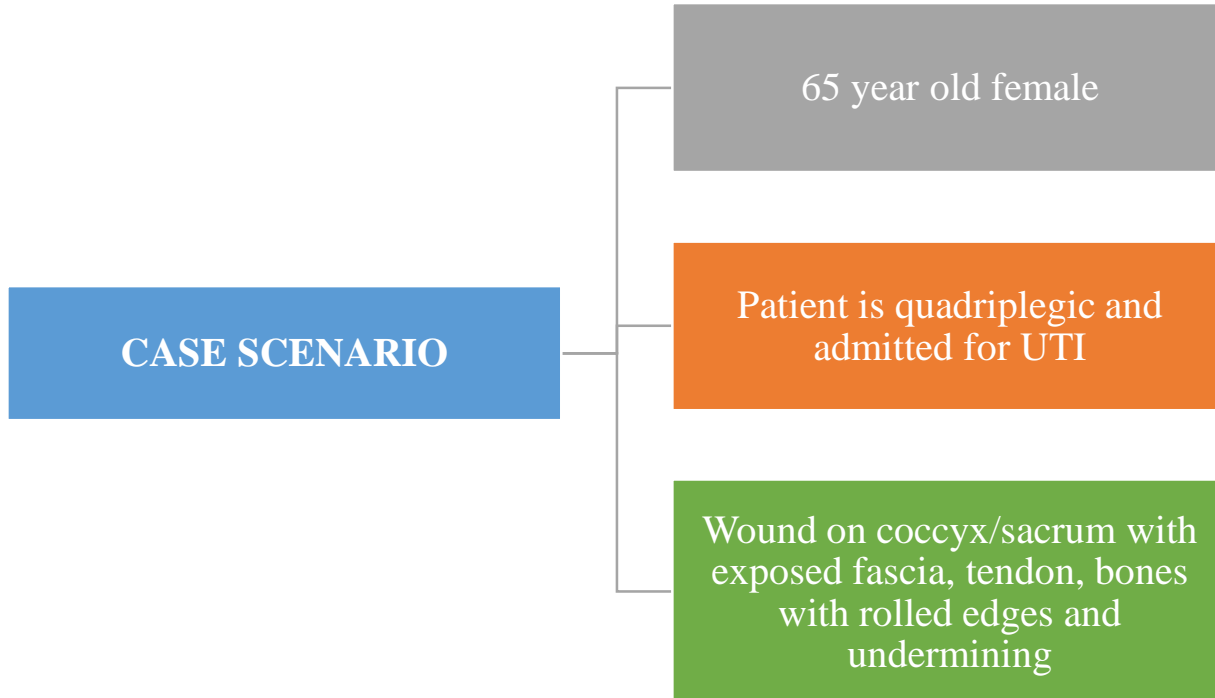 65 year old female
CASE SCENARIO
Patient is quadriplegic and
admitted for UTI
Wound on coccyx/sacrum with
exposed fascia, tendon, bones
with rolled edges and
undermining